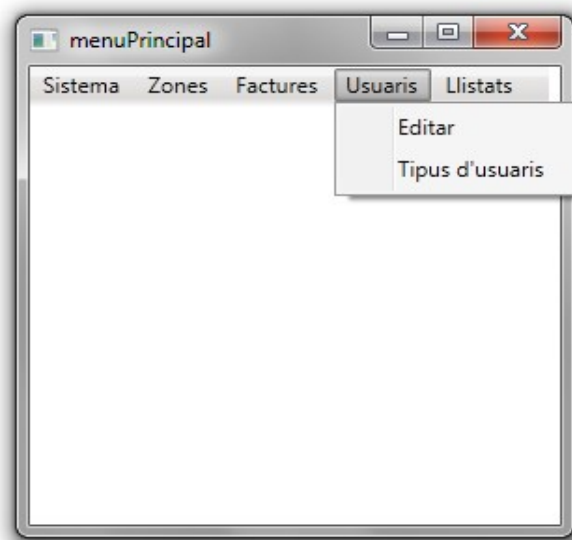 menuPrincipal
Sistema Zones Factures Usuaris Llistats
Editar
Tipus d'usuaris